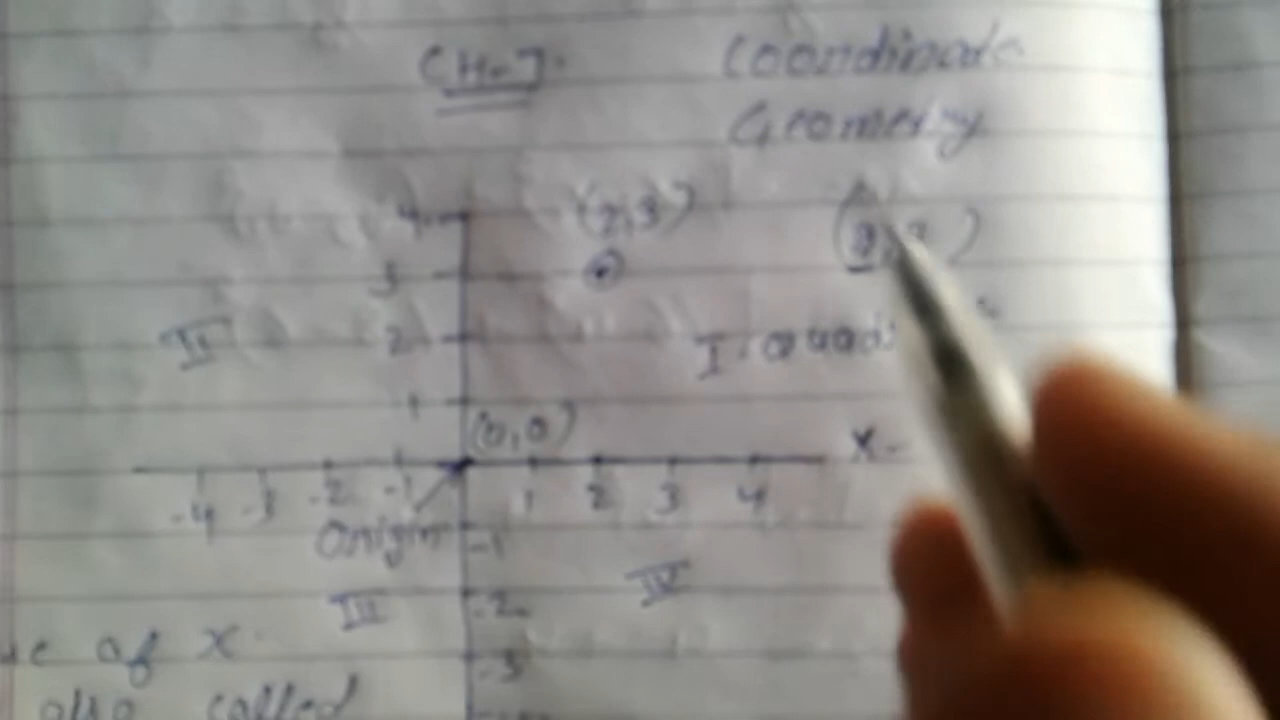 CH-7.
Coordinate
Geometry
4
(2,3)
3
II
2
I
1
(0,0)
X-
-4 -3 -2 -1
1 2 3 4
Origin
-1
IV
III
-2
of x
-3
also called